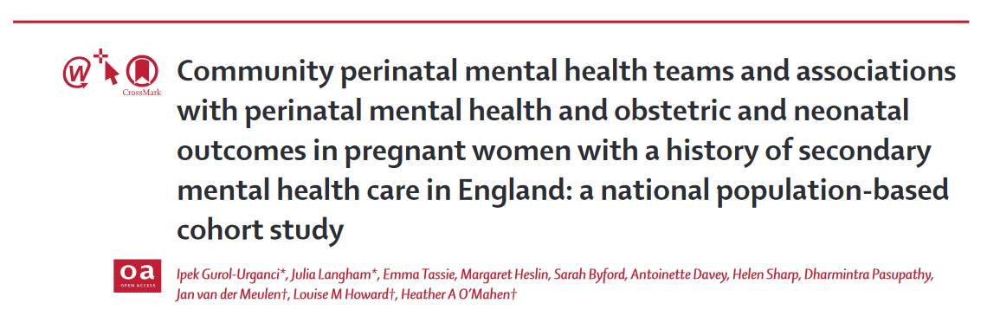 W
CrossMark
Community perinatal mental health teams and associations
with perinatal mental health and obstetric and neonatal
outcomes in pregnant women with a history of secondary
mental health care in England: a national population-based
cohort study
oa
OPEN ACCESS
Ipek Gurol-Urganci*, Julia Langham*, Emma Tassie, Margaret Heslin, Sarah Byford, Antoinette Davey, Helen Sharp, Dharmintra Pasupathy,
Jan van der Meulen†, Louise M Howard†, Heather A O’Mahen†